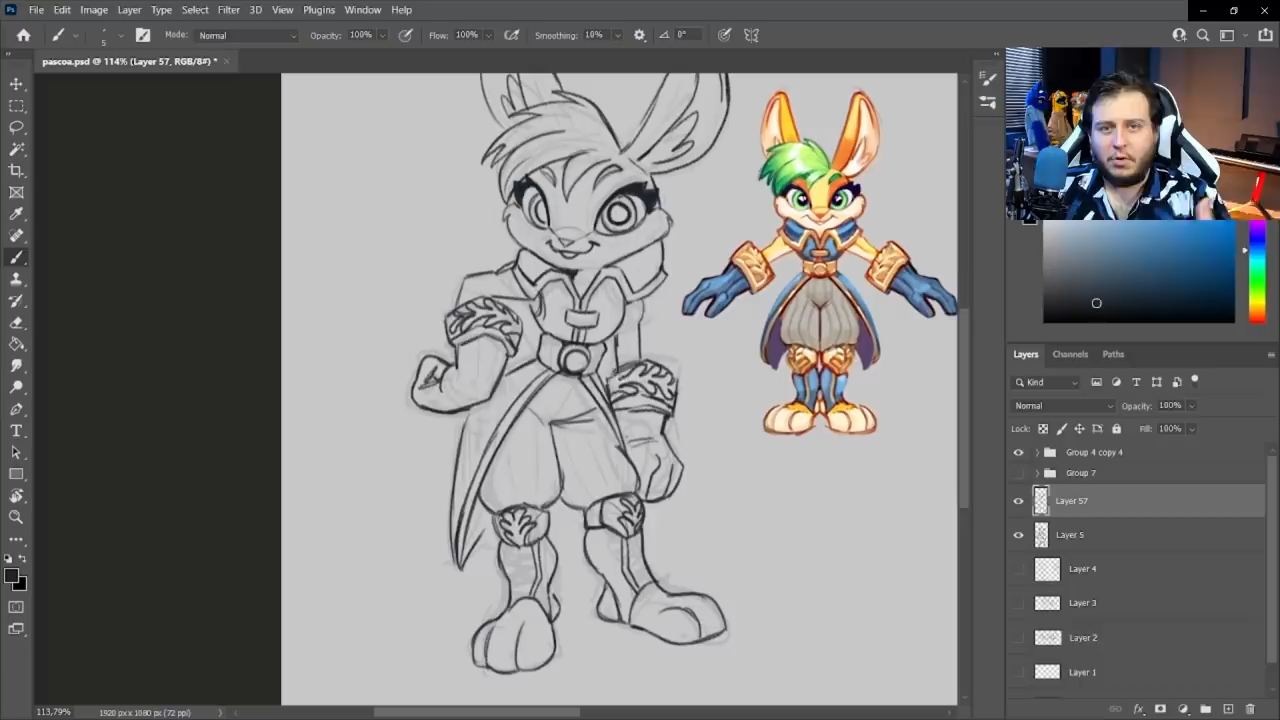 Ps File Edit Image Layer Type Select Filter 3D View Plugins Window Help
5 Mode: Normal Opacity: 100% Flow: 100% Smoothing: 10% 0°
pascoa.psd @ 114% (Layer 57, RGB/8#) *
Layers Channels Paths
Kind
Normal Opacity: 100%
Lock: Fill: 100%
Group 4 copy 4
Group 7
Layer 57
Layer 5
Layer 4
Layer 3
Layer 2
Layer 1
113,79% 1920 px x 1080 px (72 ppi)